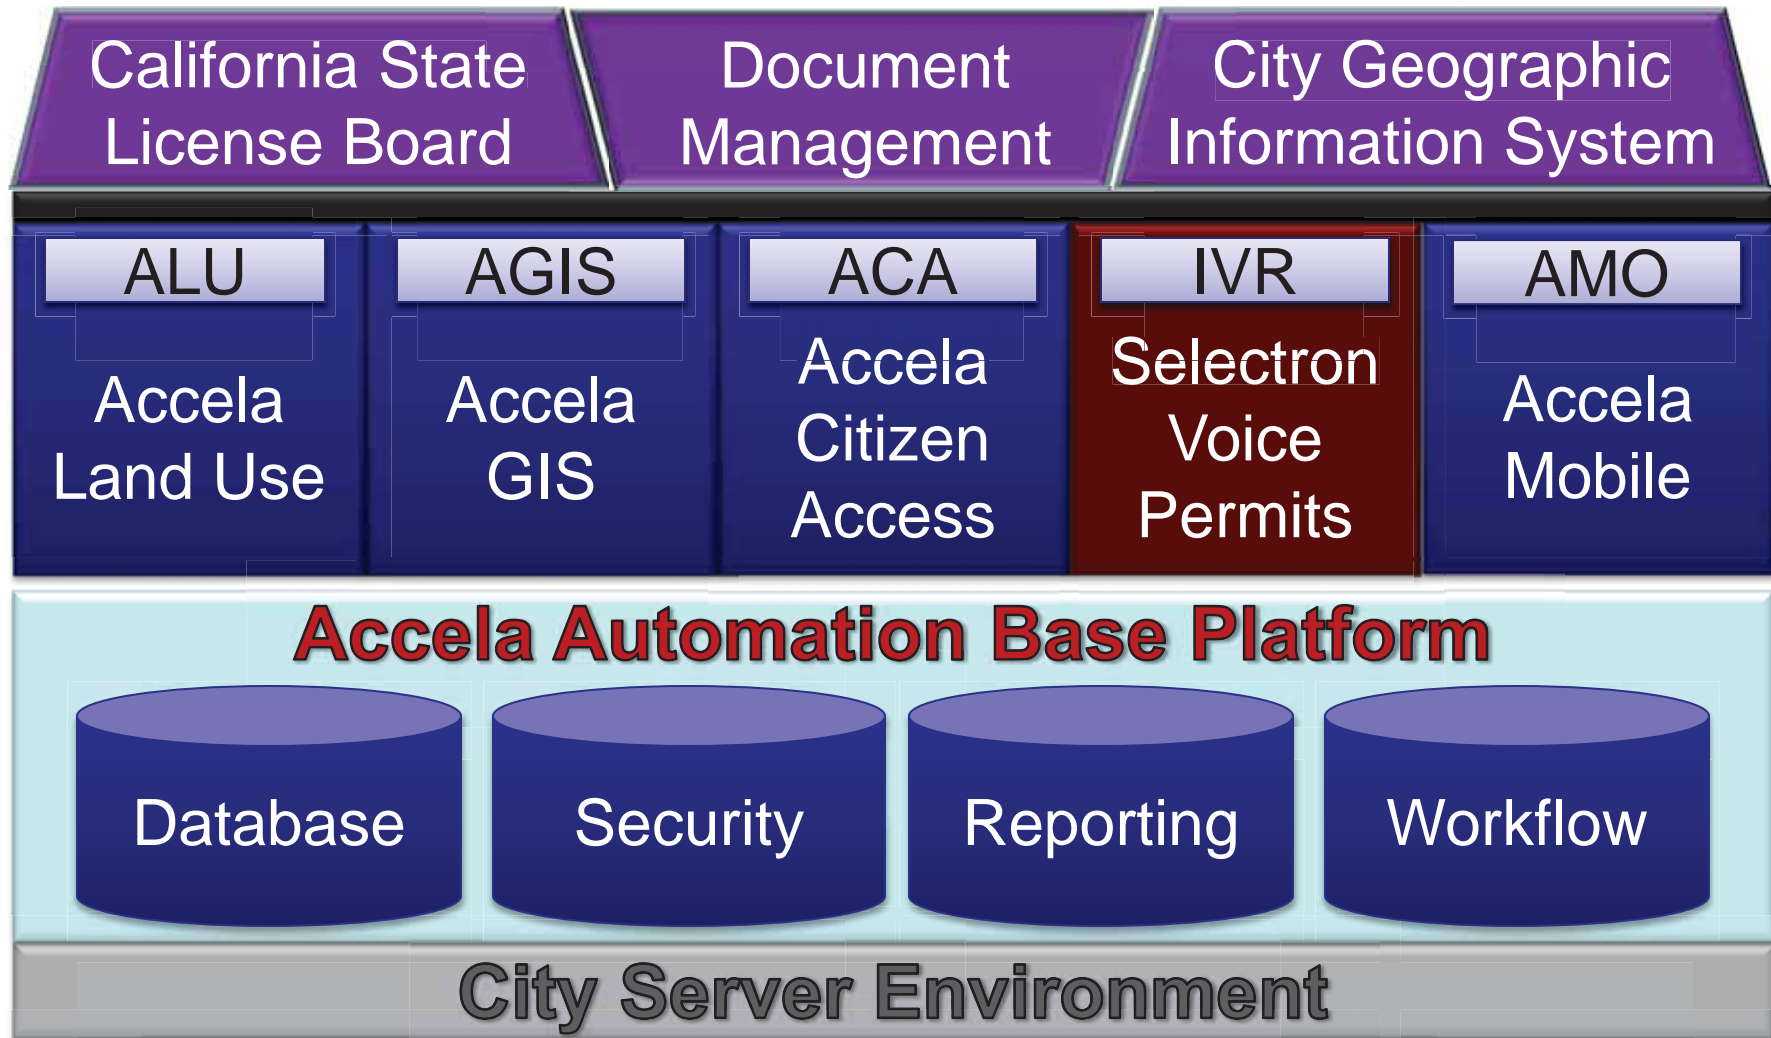 California State
License Board
Document
Management
City Geographic
Information System
ALU
Accela
Land Use
AGIS
Accela
GIS
ACA
Accela
Citizen
Access
IVR
Selectron
Voice
Permits
AMO
Accela
Mobile
Accela Automation Base Platform
Database
Security
Reporting
Workflow
City Server Environment